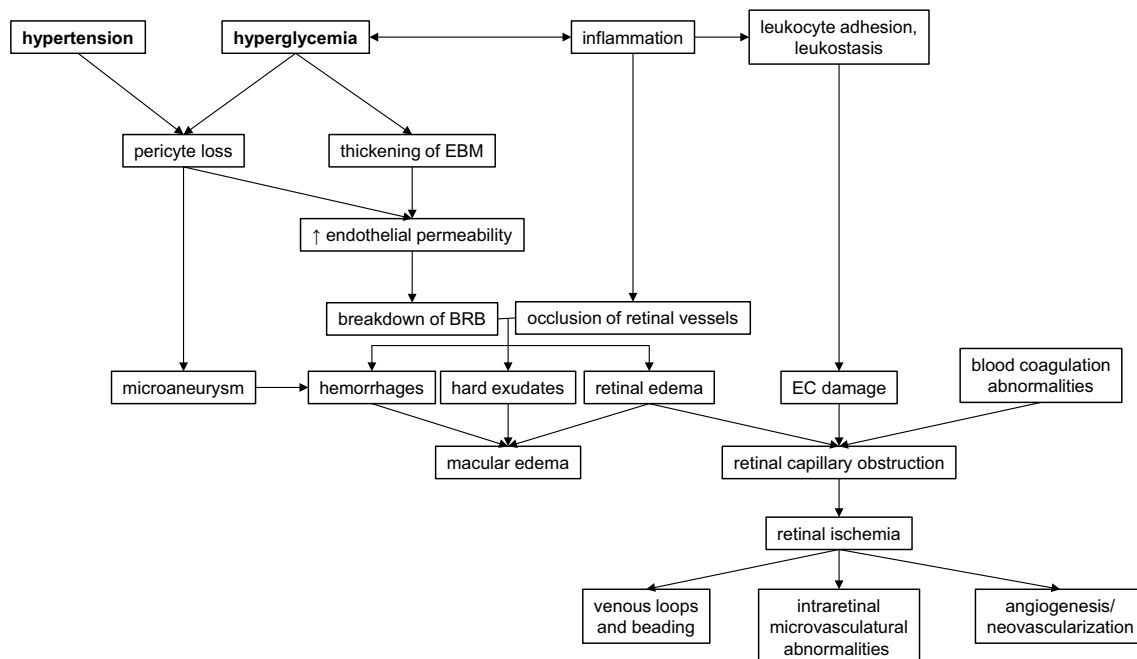 hypertension
hyperglycemia
inflammation
leukocyte adhesion,
leukostasis
pericyte loss
thickening of EBM
↑ endothelial permeability
breakdown of BRB
occlusion of retinal vessels
microaneurysm
hemorrhages
hard exudates
retinal edema
EC damage
blood coagulation
abnormalities
macular edema
retinal capillary obstruction
retinal ischemia
venous loops
and beading
intraretinal
microvasculatural
abnormalities
angiogenesis/
neovascularization